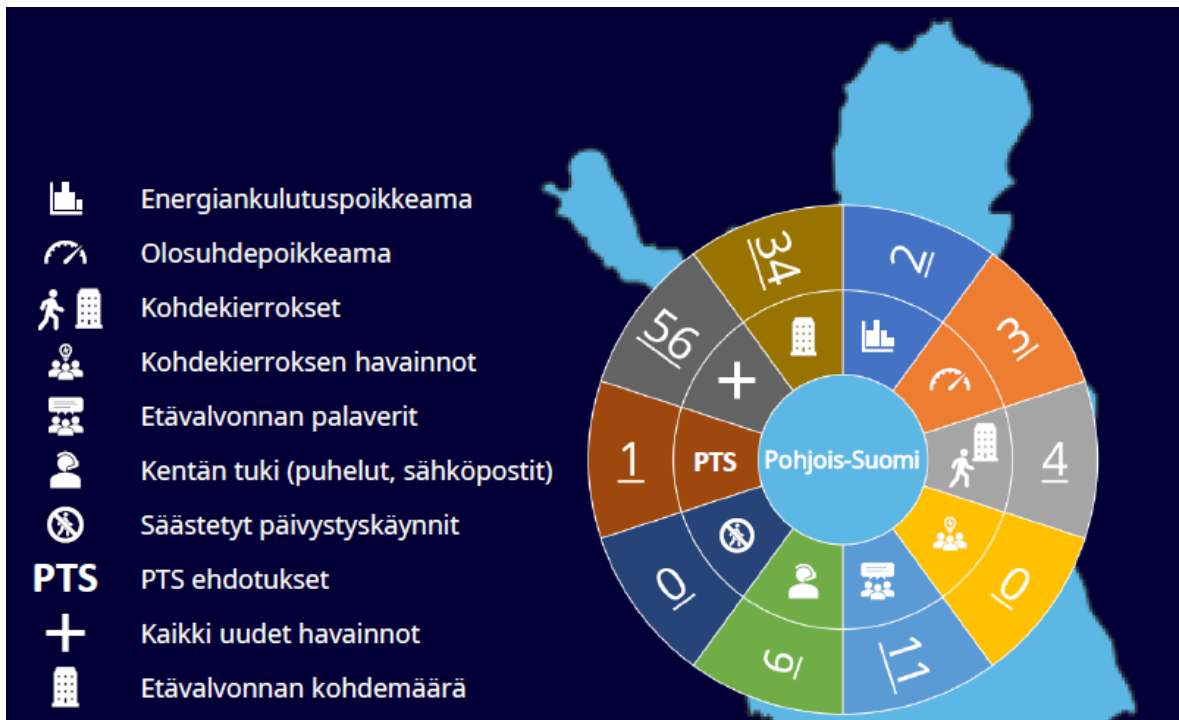 Energiankulutuspoikkeama
Olosuhdepoikkeama
Kohdekierrokset
Kohdekierroksen havainnot
Etävalvonnan palaverit
Kentän tuki (puhelut, sähköpostit)
Säästetyt päivystyskäynnit
PTS PTS ehdotukset
Kaikki uudet havainnot
Etävalvonnan kohdemäärä
34
2
56
3
1
PTS
Pohjois-Suomi
4
0
0
6
11